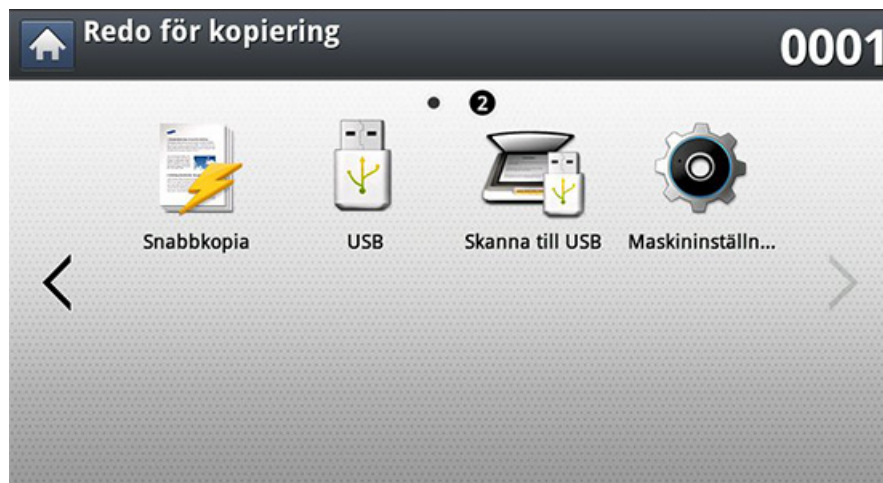 Redo för kopiering
0001
2
Snabbkopia
USB
Skanna till USB
Maskininställn...